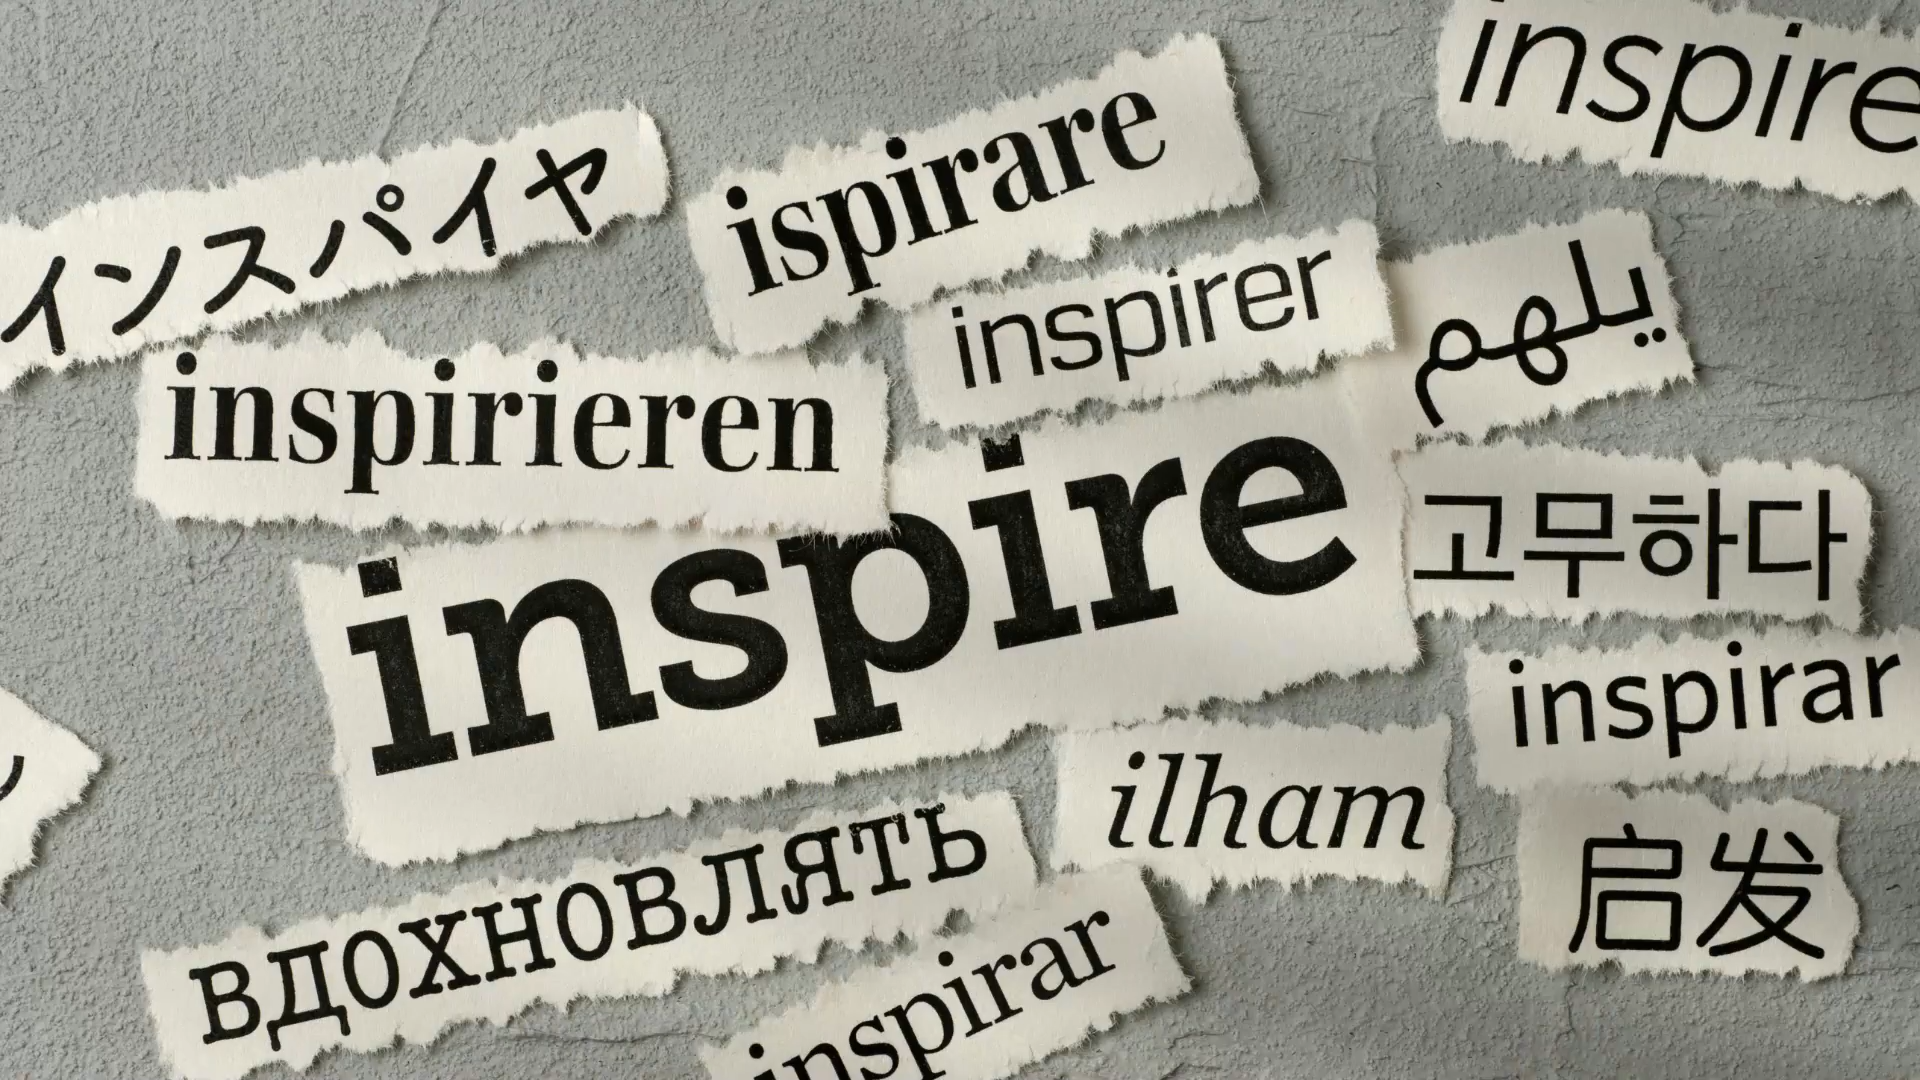 inspire
ispirare
インスパイヤ
inspirer
يلهم
inspirieren
inspire
고무하다
inspirar
ilham
вдохновлять
启发
inspirar